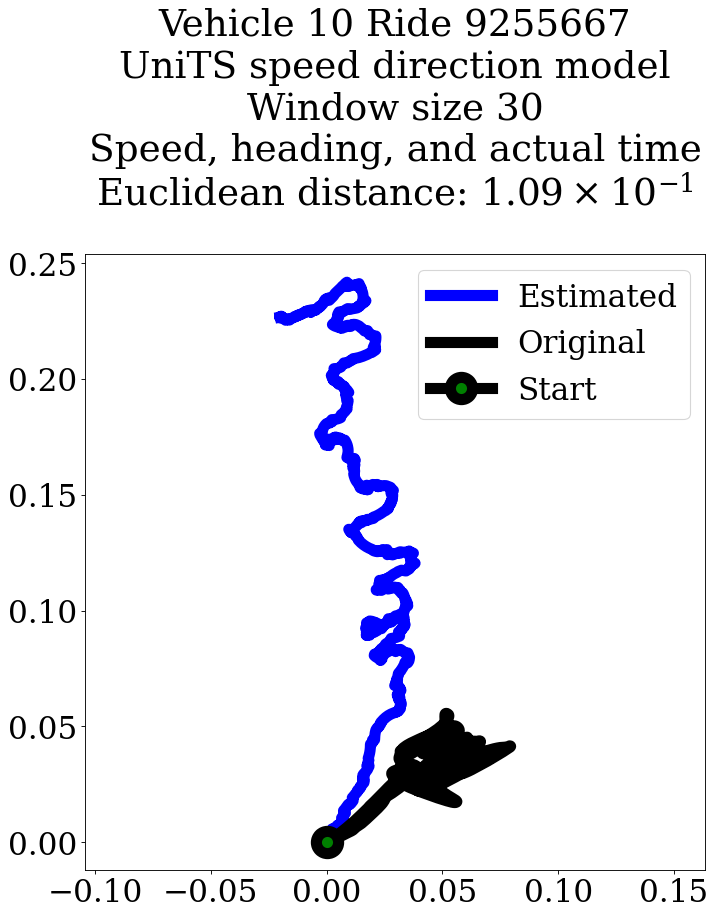 Vehicle 10 Ride 9255667
UniTS speed direction model
Window size 30
Speed, heading, and actual time
Euclidean distance: 1.09 × 10⁻¹
0.25
0.20
0.15
0.10
0.05
0.00
Estimated
Original
Start
−0.10 −0.05 0.00 0.05 0.10 0.15